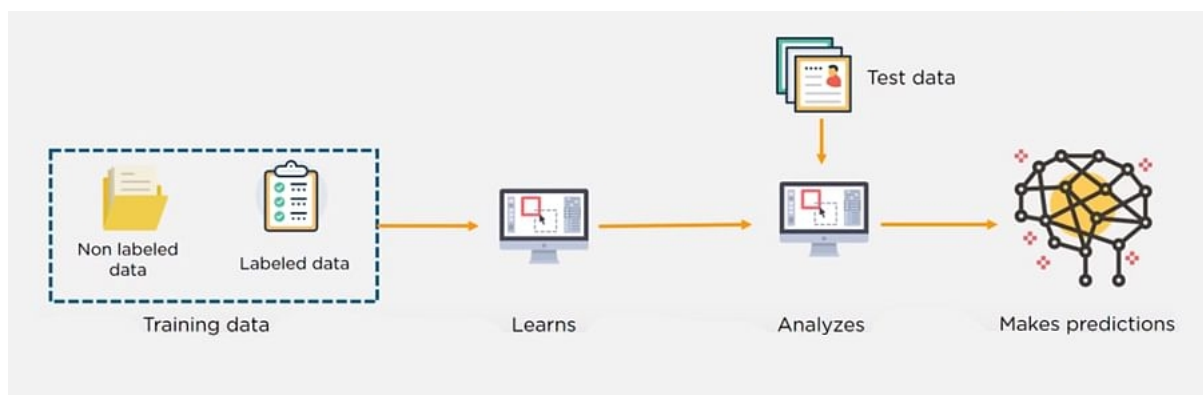 Test data
Non labeled
data
Labeled data
Training data
Learns
Analyzes
Makes predictions